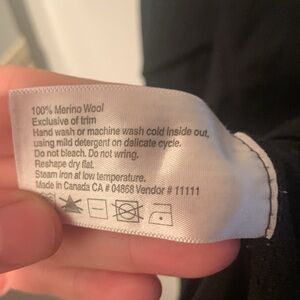 100% Merino Wool
Exclusive of trim
Hand wash or machine wash cold inside out,
using mild detergent on delicate cycle.
Do not bleach. Do not wring.
Reshape dry flat.
Steam iron at low temperature.
Made in Canada CA # 04868 Vendor # 11111